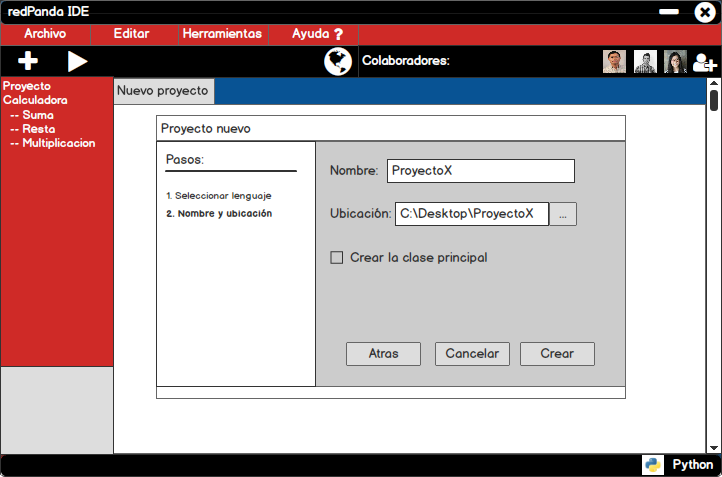 redPanda IDE
Archivo Editar Herramientas Ayuda ?
Colaboradores:
Proyecto
Calculadora
-- Suma
-- Resta
-- Multiplicacion
Nuevo proyecto
Proyecto nuevo
Pasos:
1. Seleccionar lenguaje
2. Nombre y ubicación
Nombre: ProyectoX
Ubicación: C:\Desktop\ProyectoX ...
Crear la clase principal
Atras Cancelar Crear
Python